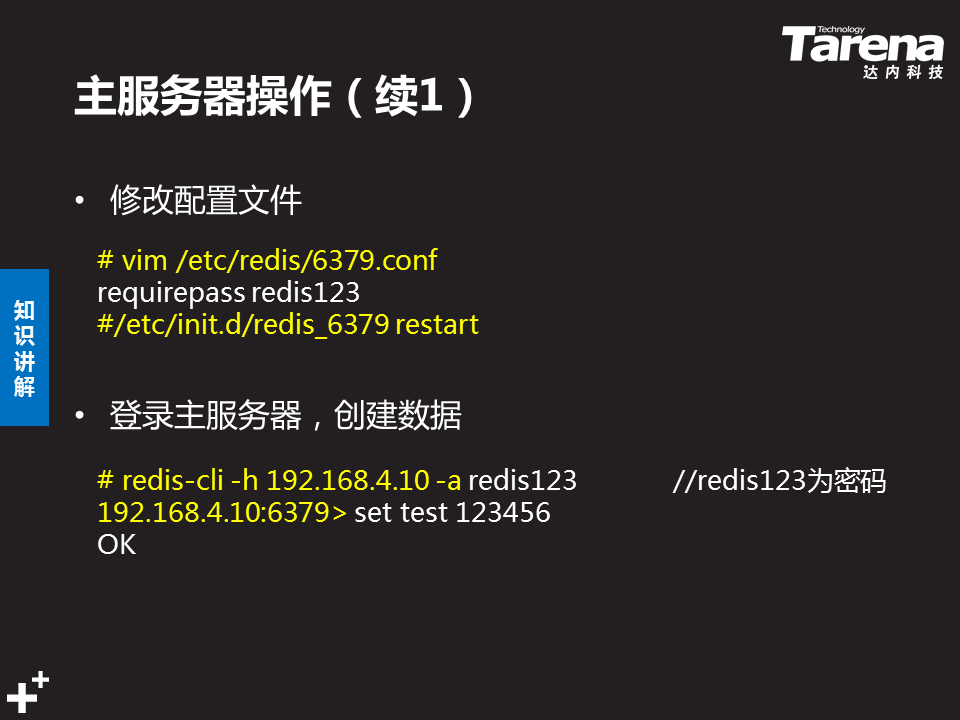 Technology
Tarena
达内科技
主服务器操作（续1）
• 修改配置文件
# vim /etc/redis/6379.conf
requirepass redis123
#/etc/init.d/redis_6379 restart
知识讲解
• 登录主服务器，创建数据
# redis-cli -h 192.168.4.10 -a redis123 //redis123为密码
192.168.4.10:6379> set test 123456
OK